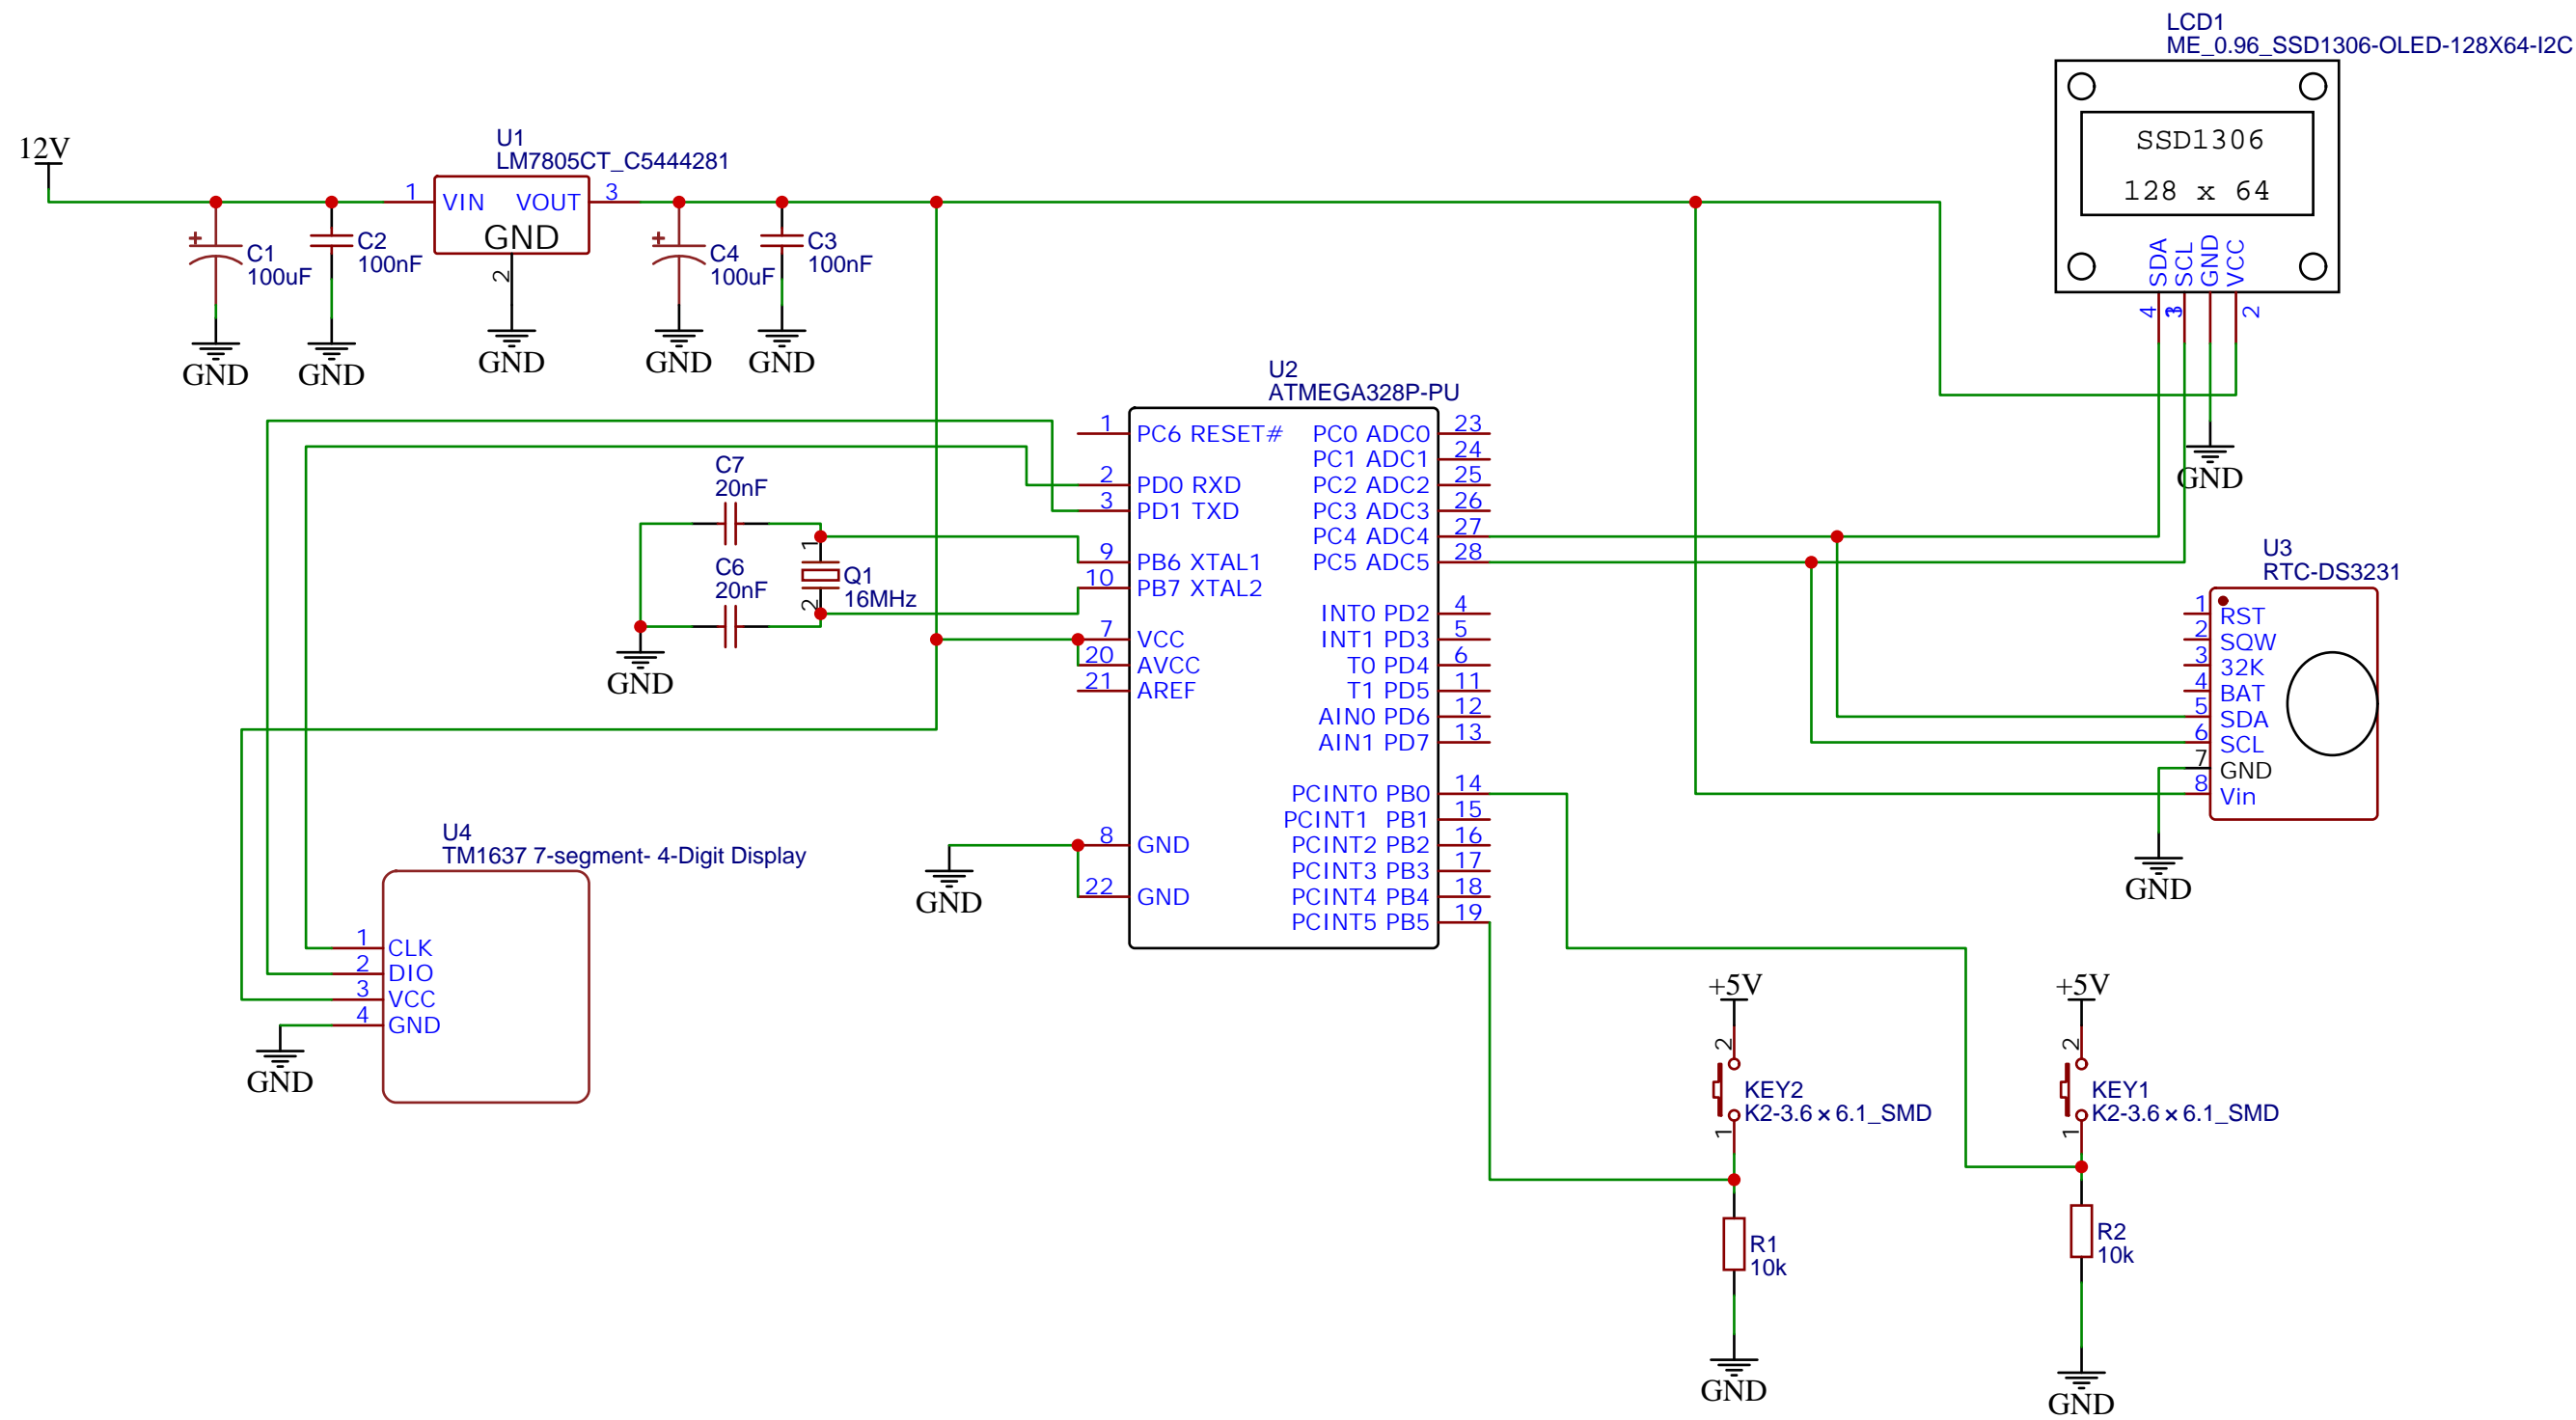 LCD1
ME_0.96_SSD1306-OLED-128X64-I2C
SSD1306
128 x 64
SDA
SCL
GND
VCC
4
3
2
12V
U1
LM7805CT_C5444281
1
VIN
VOUT
3
GND
2
C1
100uF
C2
100nF
C4
100uF
C3
100nF
GND
GND
GND
GND
GND
GND
U2
ATMEGA328P-PU
1 PC6 RESET#
2 PD0 RXD
3 PD1 TXD
9 PB6 XTAL1
10 PB7 XTAL2
7 VCC
20 AVCC
21 AREF
8 GND
22 GND
PC0 ADC0 23
PC1 ADC1 24
PC2 ADC2 25
PC3 ADC3 26
PC4 ADC4 27
PC5 ADC5 28
INT0 PD2 4
INT1 PD3 5
T0 PD4 6
T1 PD5 11
AIN0 PD6 12
AIN1 PD7 13
PCINT0 PB0 14
PCINT1 PB1 15
PCINT2 PB2 16
PCINT3 PB3 17
PCINT4 PB4 18
PCINT5 PB5 19
C7
20nF
C6
20nF
1
2
Q1
16MHz
GND
GND
U3
RTC-DS3231
1 RST
2 SQW
3 32K
4 BAT
5 SDA
6 SCL
7 GND
8 Vin
GND
U4
TM1637 7-segment- 4-Digit Display
1 CLK
2 DIO
3 VCC
4 GND
GND
+5V
2
KEY2
K2-3.6×6.1_SMD
1
R1
10k
GND
+5V
2
KEY1
K2-3.6×6.1_SMD
1
R2
10k
GND